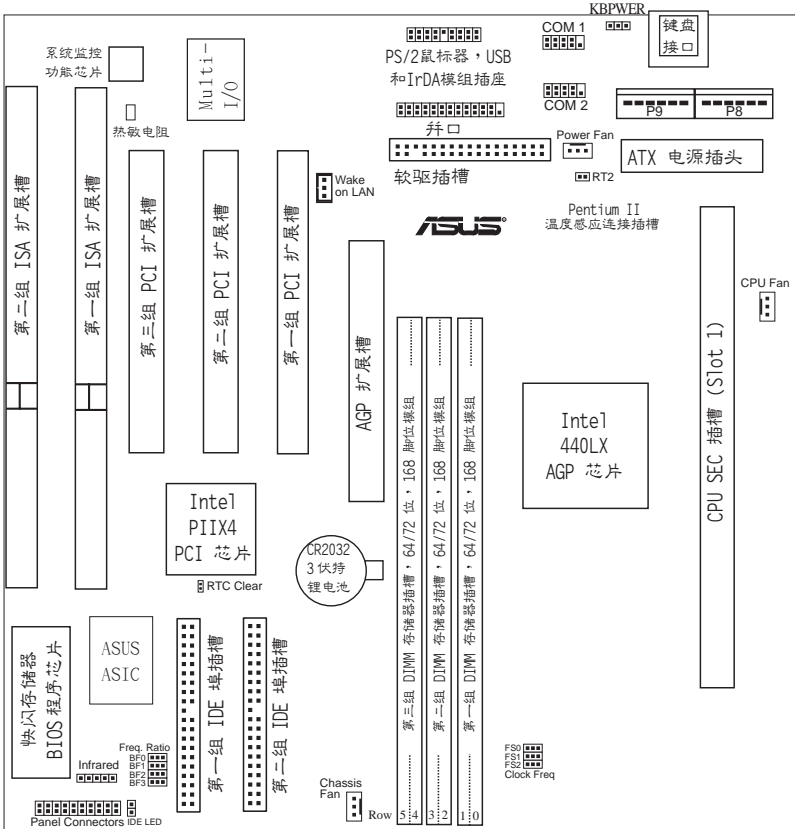 KBPWER
系统监控
功能芯片
Multi-
I/O
PS/2鼠标器，USB
和IrDA模组插座
COM 1
COM 2
键盘
接口
热敏电阻
并口
软驱插槽
Power Fan
P9
P8
ATX 电源插头
RT2
Wake
on LAN
ASUS
Pentium II
温度感应连接插槽
CPU Fan
第二组 ISA 扩展槽
第一组 ISA 扩展槽
第三组 PCI 扩展槽
第二组 PCI 扩展槽
第一组 PCI 扩展槽
AGP 扩展槽
第三组 DIMM 存储器插槽，64/72 位，168 脚位模组
第二组 DIMM 存储器插槽，64/72 位，168 脚位模组
第一组 DIMM 存储器插槽，64/72 位，168 脚位模组
Intel
440LX
AGP 芯片
CPU SEC 插槽 (Slot 1)
Intel
PIIX4
PCI 芯片
RTC Clear
CR2032
3伏特
锂电池
快闪存储器
BIOS程序芯片
ASUS
ASIC
第一组 IDE 埠插槽
第二组 IDE 埠插槽
Freq. Ratio
BF0
BF1
BF2
BF3
Infrared
Panel Connectors
IDE LED
Chassis
Fan
Row 5 4 3 2 1 0
FS0
FS1
FS2
Clock Freq